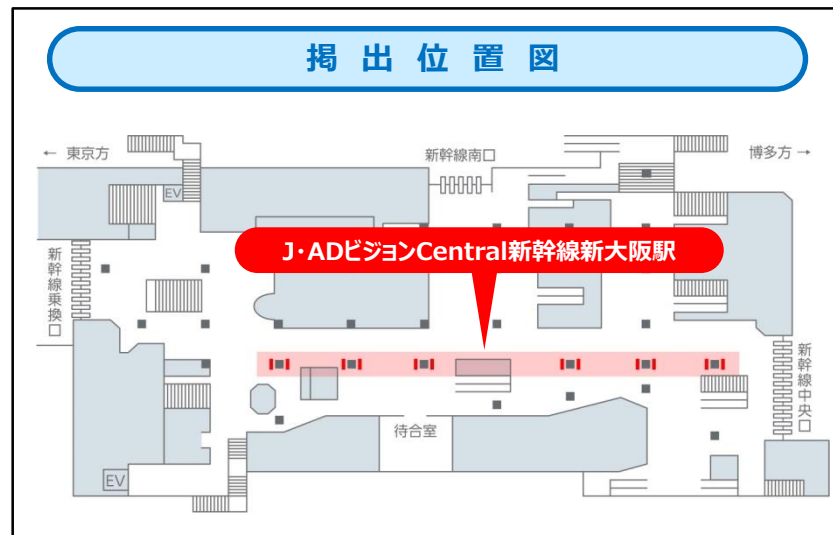 掲出位置図
← 東京方
新幹線南口
博多方 →
EV
J・ADビジョンCentral新幹線新大阪駅
新幹線乗換口
新幹線中央口
待合室
EV